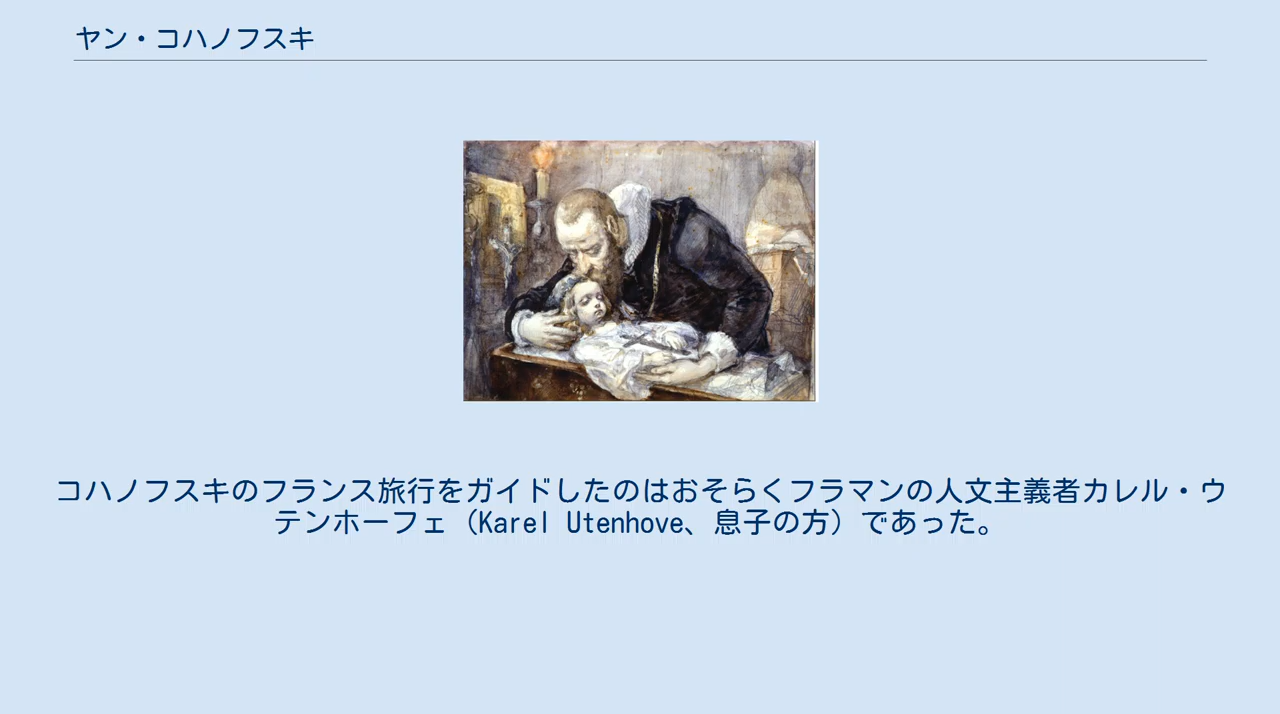 ヤン・コハノフスキ
コハノフスキのフランス旅行をガイドしたのはおそらくフラマンの人文主義者カレル・ウ
テンホーフェ（Karel Utenhove、息子の方）であった。